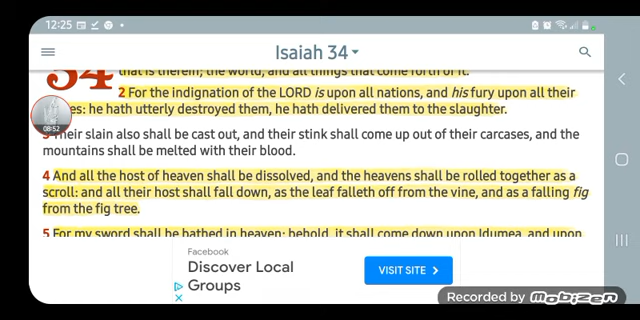 12:25
Isaiah 34
34 that is therein; the world, and all things that come forth of it.
2 For the indignation of the LORD is upon all nations, and his fury upon all their
es: he hath utterly destroyed them, he hath delivered them to the slaughter.
08:52
Their slain also shall be cast out, and their stink shall come up out of their carcases, and the
mountains shall be melted with their blood.
4 And all the host of heaven shall be dissolved, and the heavens shall be rolled together as a
scroll: and all their host shall fall down, as the leaf falleth off from the vine, and as a falling fig
from the fig tree.
5 For my sword shall be bathed in heaven: behold, it shall come down upon Idumea, and upon
Facebook
Discover Local
Groups
VISIT SITE
Recorded by Mobizen